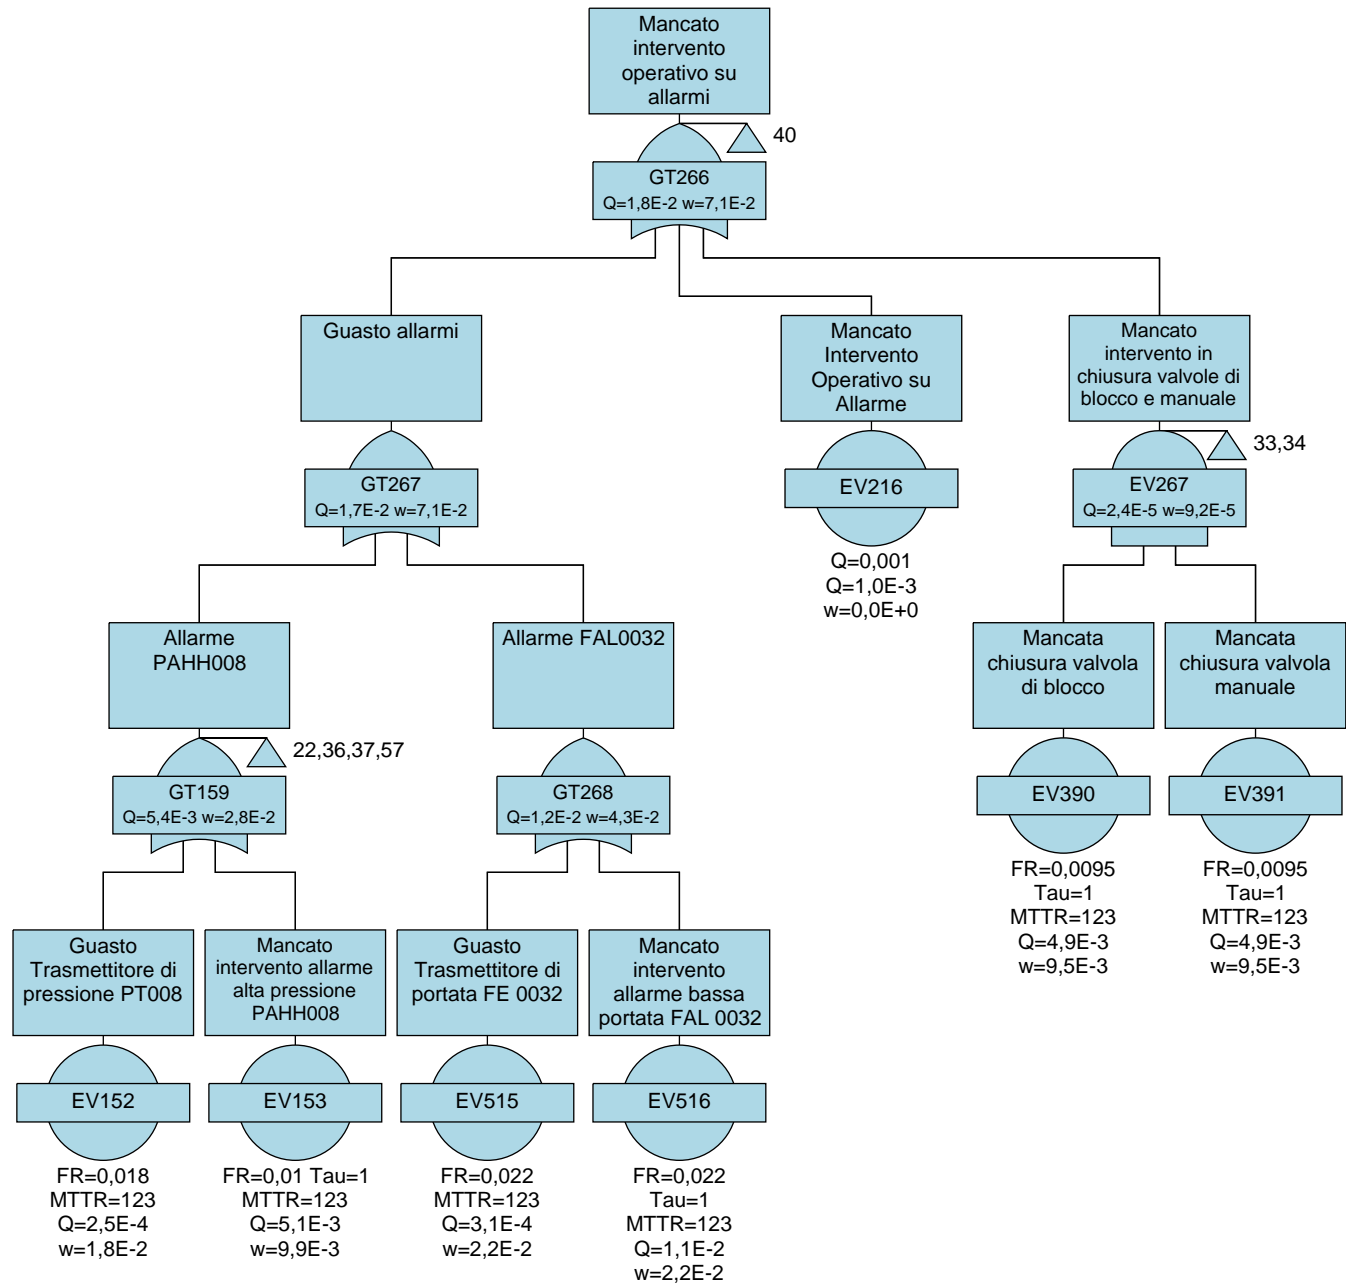 Mancato
intervento
operativo su
allarmi
40
GT266
Q=1,8E-2 w=7,1E-2
Guasto allarmi
Mancato
Intervento
Operativo su
Allarme
Mancato
intervento in
chiusura valvole di
blocco e manuale
33,34
GT267
Q=1,7E-2 w=7,1E-2
EV216
Q=0,001
Q=1,0E-3
w=0,0E+0
EV267
Q=2,4E-5 w=9,2E-5
Allarme
PAHH008
Allarme FAL0032
Mancata
chiusura valvola
di blocco
Mancata
chiusura valvola
manuale
22,36,37,57
GT159
Q=5,4E-3 w=2,8E-2
GT268
Q=1,2E-2 w=4,3E-2
EV390
FR=0,0095
Tau=1
MTTR=123
Q=4,9E-3
w=9,5E-3
EV391
FR=0,0095
Tau=1
MTTR=123
Q=4,9E-3
w=9,5E-3
Guasto
Trasmettitore di
pressione PT008
Mancato
intervento allarme
alta pressione
PAHH008
Guasto
Trasmettitore di
portata FE 0032
Mancato
intervento
allarme bassa
portata FAL 0032
EV152
FR=0,018
MTTR=123
Q=2,5E-4
w=1,8E-2
EV153
FR=0,01 Tau=1
MTTR=123
Q=5,1E-3
w=9,9E-3
EV515
FR=0,022
MTTR=123
Q=3,1E-4
w=2,2E-2
EV516
FR=0,022
Tau=1
MTTR=123
Q=1,1E-2
w=2,2E-2